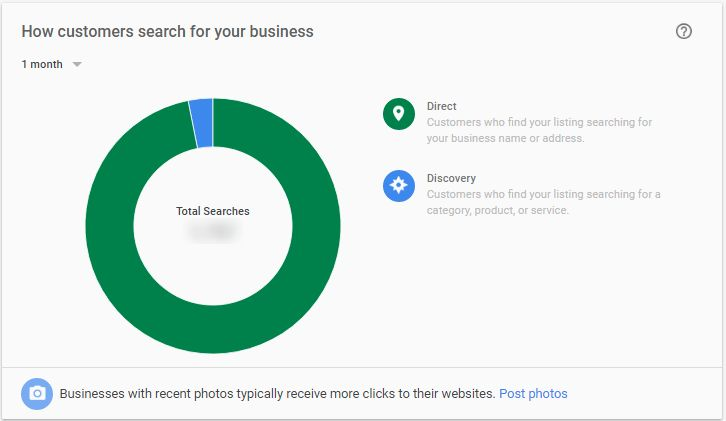 How customers search for your business
1 month
Direct
Customers who find your listing searching for
your business name or address.
Discovery
Customers who find your listing searching for a
category, product, or service.
Total Searches
Businesses with recent photos typically receive more clicks to their websites. Post photos